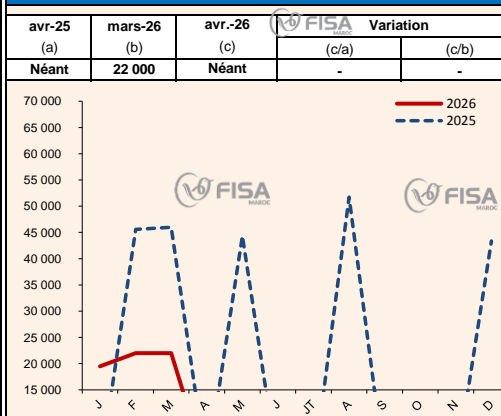 avr-25 mars-26 avr.-26 Variation
(a) (b) (c) (c/a) (c/b)
Néant 22 000 Néant - -
FISA MAROC
2026
2025
70 000
65 000
60 000
55 000
50 000
45 000
40 000
35 000
30 000
25 000
20 000
15 000
FISA MAROC
FISA MAROC
J F M A M J JT A S O N D